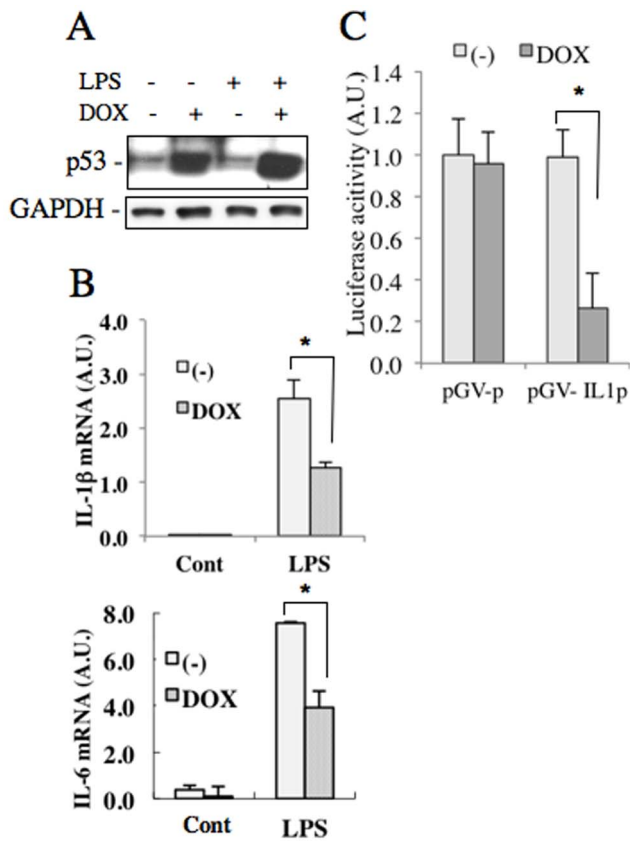 A
LPS - - + +
DOX - + - +
p53 -
GAPDH -
B
IL-1β mRNA (A.U.)
4.0
3.0
2.0
1.0
0.0
(-)
DOX
*
Cont LPS
IL-6 mRNA (A.U.)
8.0
6.0
4.0
2.0
0.0
(-)
DOX
*
Cont LPS
C
(-) DOX
Luciferase acitivity (A.U.)
1.4
1.2
1.0
0.8
0.6
0.4
0.2
0.0
*
pGV-p pGV- IL1p